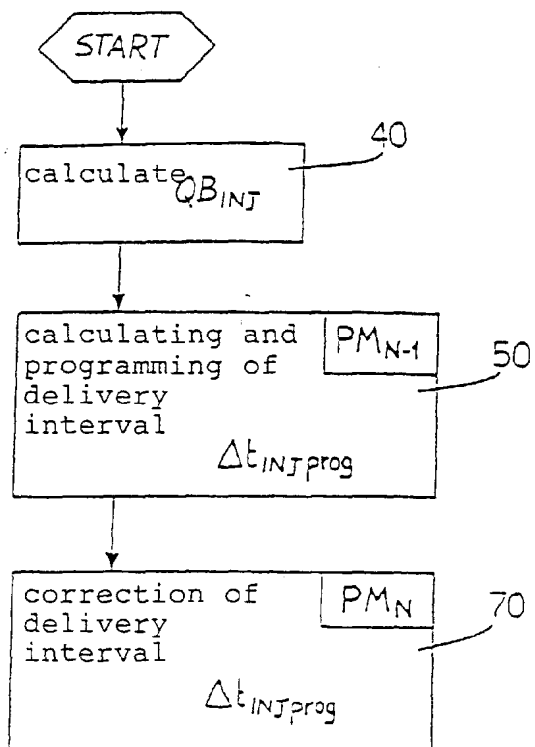 START
40
calculate QB_INJ
calculating and
programming of
delivery
interval
PM_N-1
50
Δt_INJprog
correction of
delivery
interval
PM_N
70
Δt_INJprog